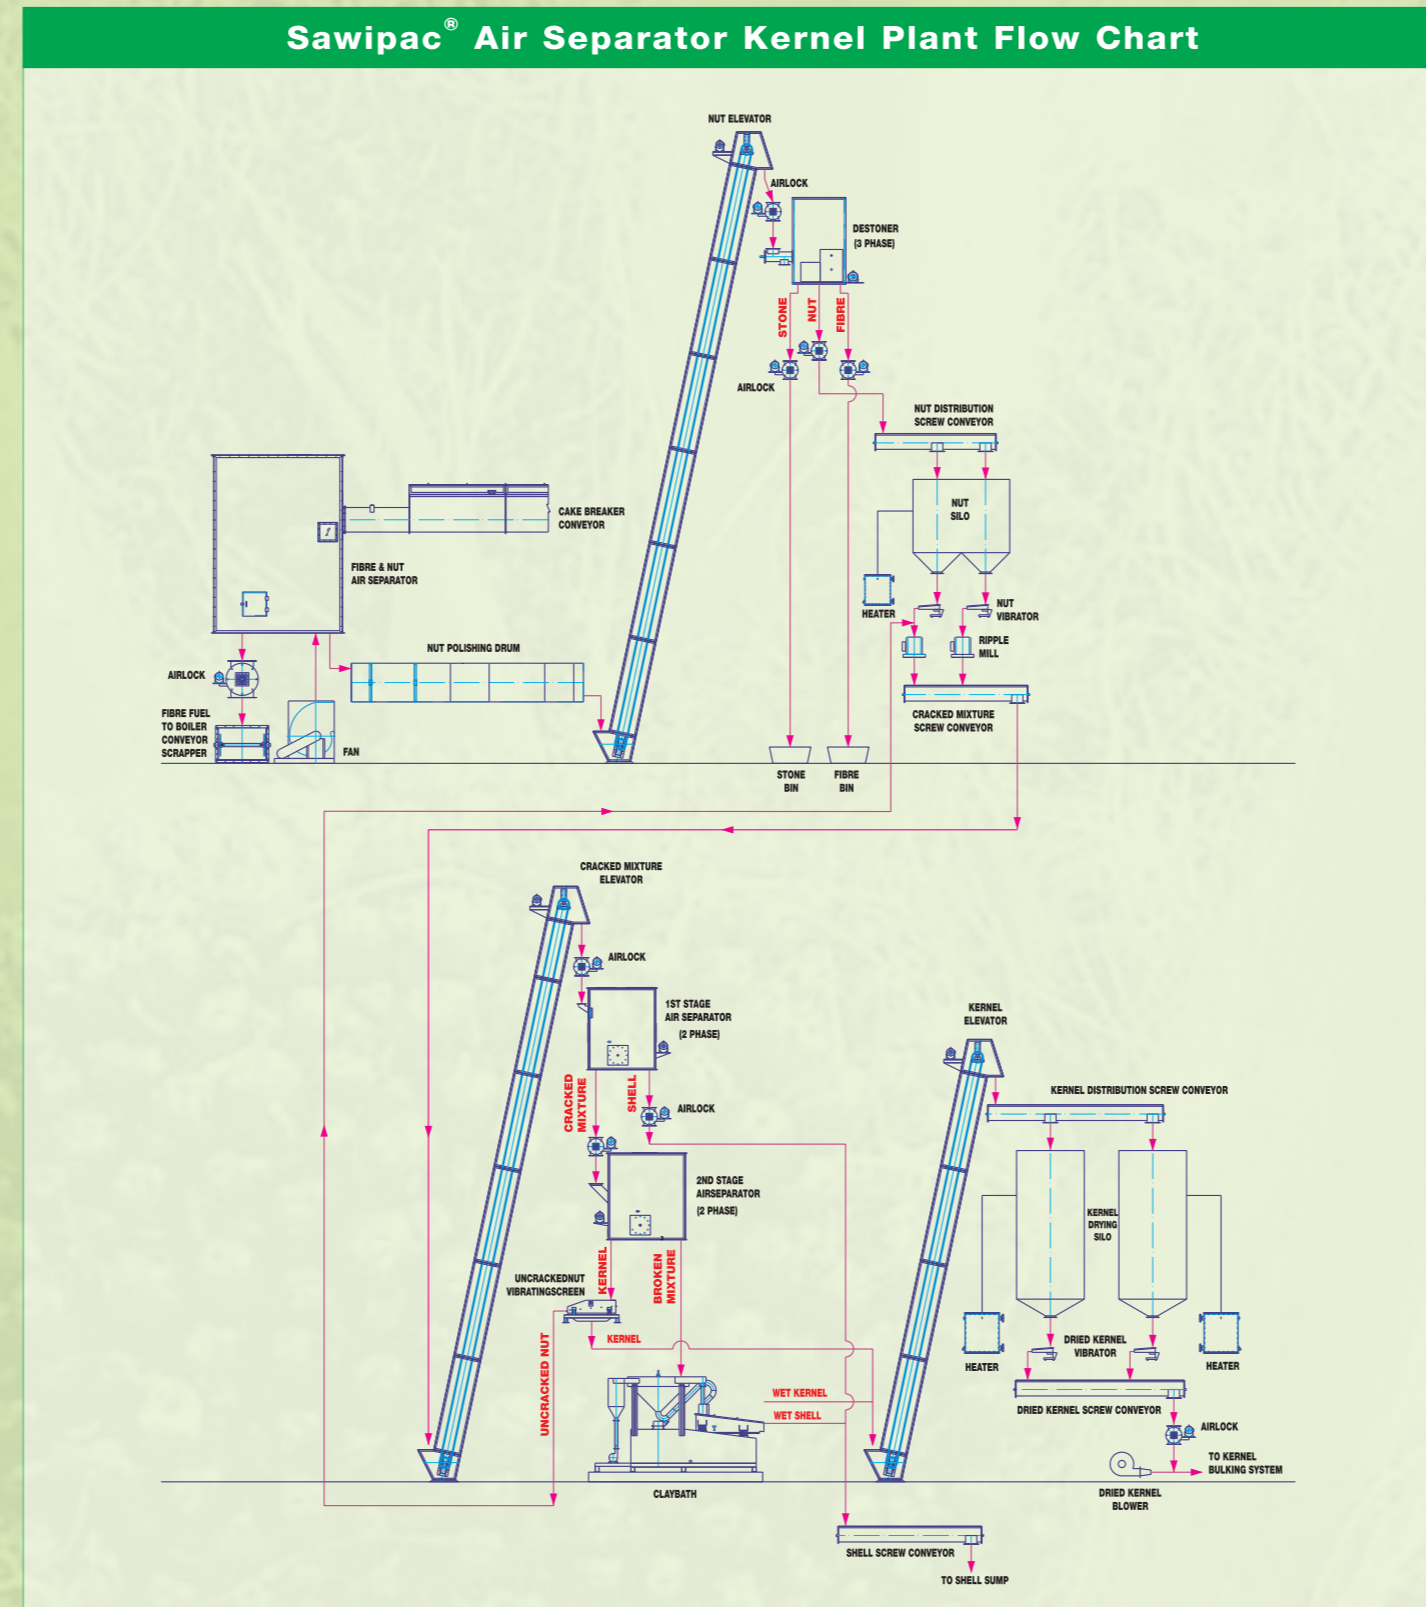 Sawipac® Air Separator Kernel Plant Flow Chart
NUT ELEVATOR
AIRLOCK
DESTONER
(3 PHASE)
STONE
NUT
FIBRE
AIRLOCK
NUT DISTRIBUTION
SCREW CONVEYOR
NUT
SILO
CAKE BREAKER
CONVEYOR
FIBRE & NUT
AIR SEPARATOR
HEATER
NUT
VIBRATOR
RIPPLE
MILL
NUT POLISHING DRUM
AIRLOCK
FIBRE FUEL
TO BOILER
CONVEYOR
SCRAPPER
FAN
CRACKED MIXTURE
SCREW CONVEYOR
STONE
BIN
FIBRE
BIN
CRACKED MIXTURE
ELEVATOR
AIRLOCK
1ST STAGE
AIR SEPARATOR
(2 PHASE)
CRACKED
MIXTURE
SHELL
AIRLOCK
2ND STAGE
AIRSEPARATOR
(2 PHASE)
KERNEL
BROKEN
MIXTURE
UNCRACKEDNUT
VIBRATINGSCREEN
KERNEL
UNCRACKED NUT
WET KERNEL
WET SHELL
CLAYBATH
KERNEL
ELEVATOR
KERNEL DISTRIBUTION SCREW CONVEYOR
KERNEL
DRYING
SILO
HEATER
DRIED KERNEL
VIBRATOR
HEATER
DRIED KERNEL SCREW CONVEYOR
AIRLOCK
TO KERNEL
BULKING SYSTEM
DRIED KERNEL
BLOWER
SHELL SCREW CONVEYOR
TO SHELL SUMP